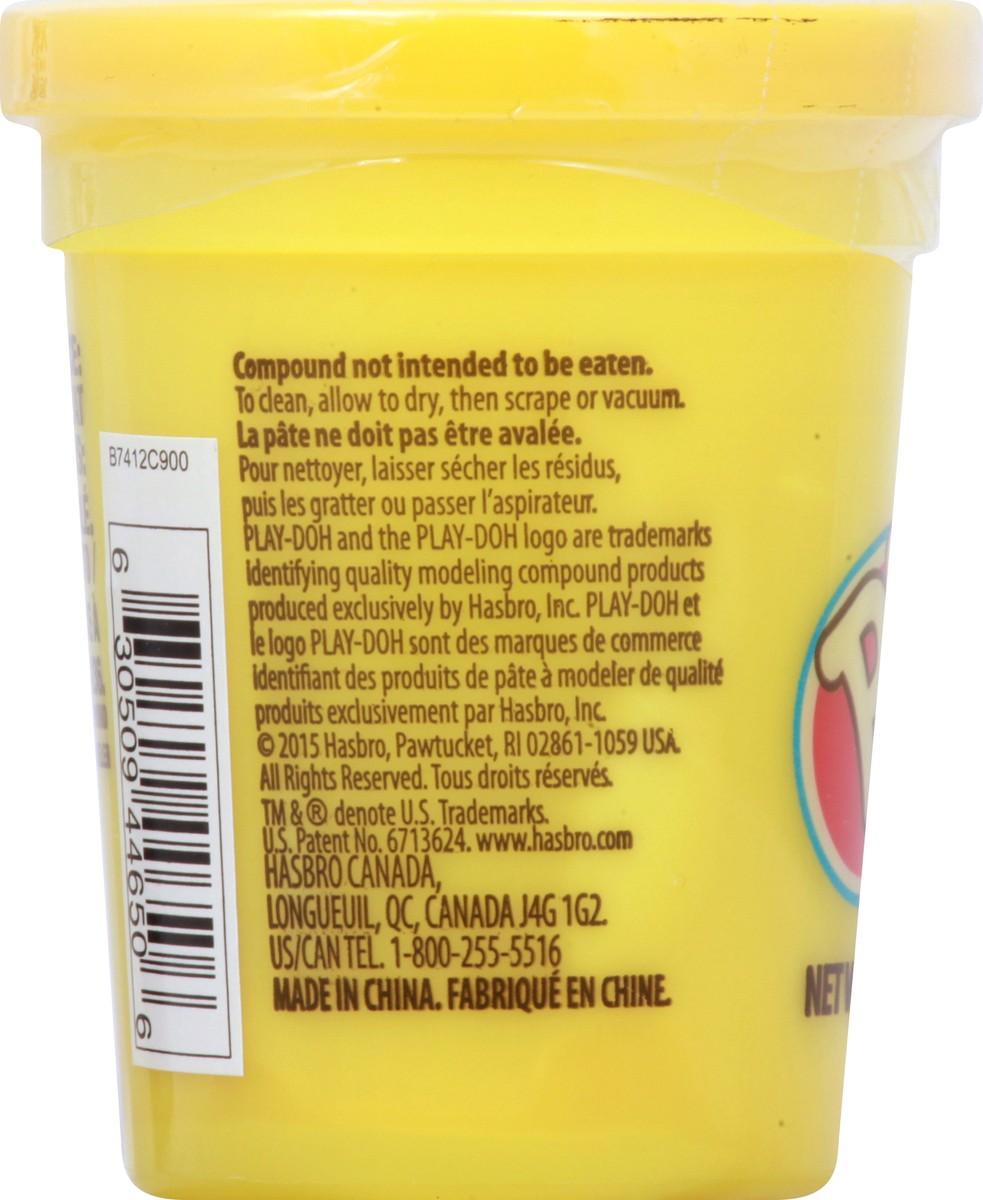 Compound not intended to be eaten.
To clean, allow to dry, then scrape or vacuum.
La pâte ne doit pas être avalée.
Pour nettoyer, laisser sécher les résidus,
puis les gratter ou passer l'aspirateur.
PLAY-DOH and the PLAY-DOH logo are trademarks
identifying quality modeling compound products
produced exclusively by Hasbro, Inc. PLAY-DOH et
le logo PLAY-DOH sont des marques de commerce
identifiant des produits de pâte à modeler de qualité
produits exclusivement par Hasbro, Inc.
© 2015 Hasbro, Pawtucket, RI 02861-1059 USA.
All Rights Reserved. Tous droits réservés.
TM & ® denote U.S. Trademarks.
U.S. Patent No. 6713624. www.hasbro.com
HASBRO CANADA,
LONGUEUIL, QC, CANADA J4G 1G2.
US/CAN TEL. 1-800-255-5516
MADE IN CHINA. FABRIQUÉ EN CHINE.
B7412C900
6 30509 44650 6
NET